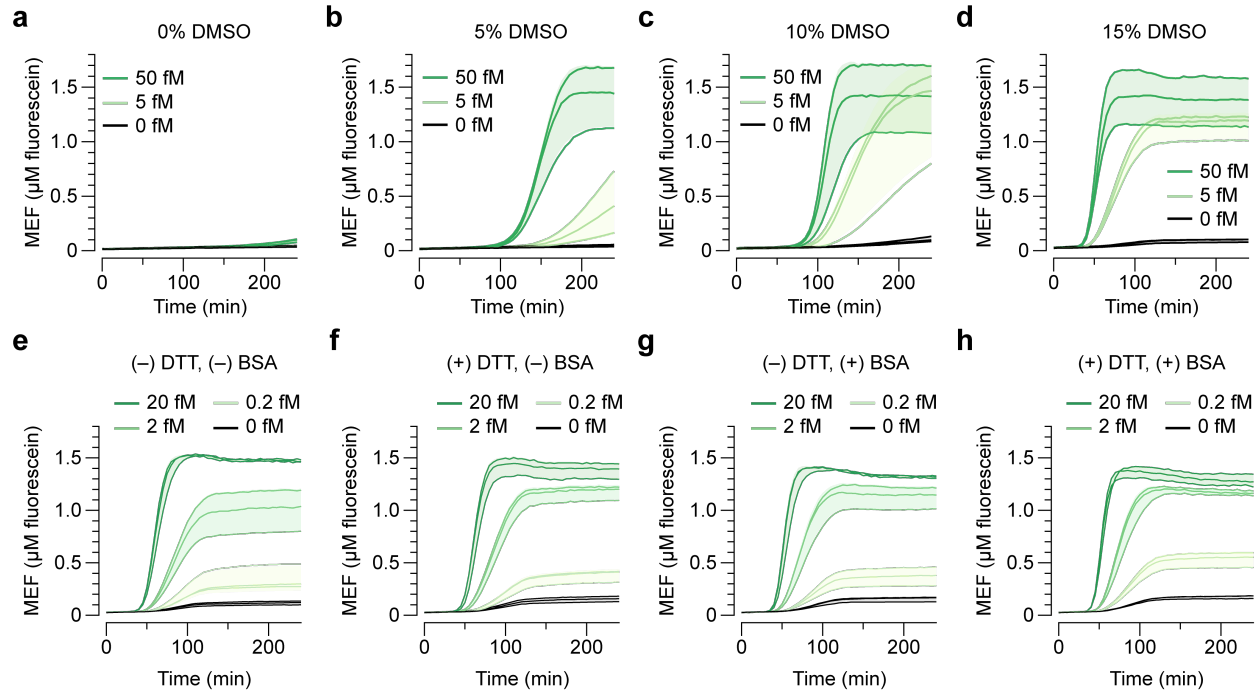 a
0% DMSO
MEF (µM fluorescein)
1.5
1.0
0.5
0
50 fM
5 fM
0 fM
0 100 200
Time (min)
b
5% DMSO
MEF (µM fluorescein)
1.5
1.0
0.5
0
50 fM
5 fM
0 fM
0 100 200
Time (min)
c
10% DMSO
MEF (µM fluorescein)
1.5
1.0
0.5
0
50 fM
5 fM
0 fM
0 100 200
Time (min)
d
15% DMSO
MEF (µM fluorescein)
1.5
1.0
0.5
0
50 fM
5 fM
0 fM
0 100 200
Time (min)
e
(–) DTT, (–) BSA
20 fM 0.2 fM
2 fM 0 fM
MEF (µM fluorescein)
1.5
1.0
0.5
0
0 100 200
Time (min)
f
(+) DTT, (–) BSA
20 fM 0.2 fM
2 fM 0 fM
MEF (µM fluorescein)
1.5
1.0
0.5
0
0 100 200
Time (min)
g
(–) DTT, (+) BSA
20 fM 0.2 fM
2 fM 0 fM
MEF (µM fluorescein)
1.5
1.0
0.5
0
0 100 200
Time (min)
h
(+) DTT, (+) BSA
20 fM 0.2 fM
2 fM 0 fM
MEF (µM fluorescein)
1.5
1.0
0.5
0
0 100 200
Time (min)